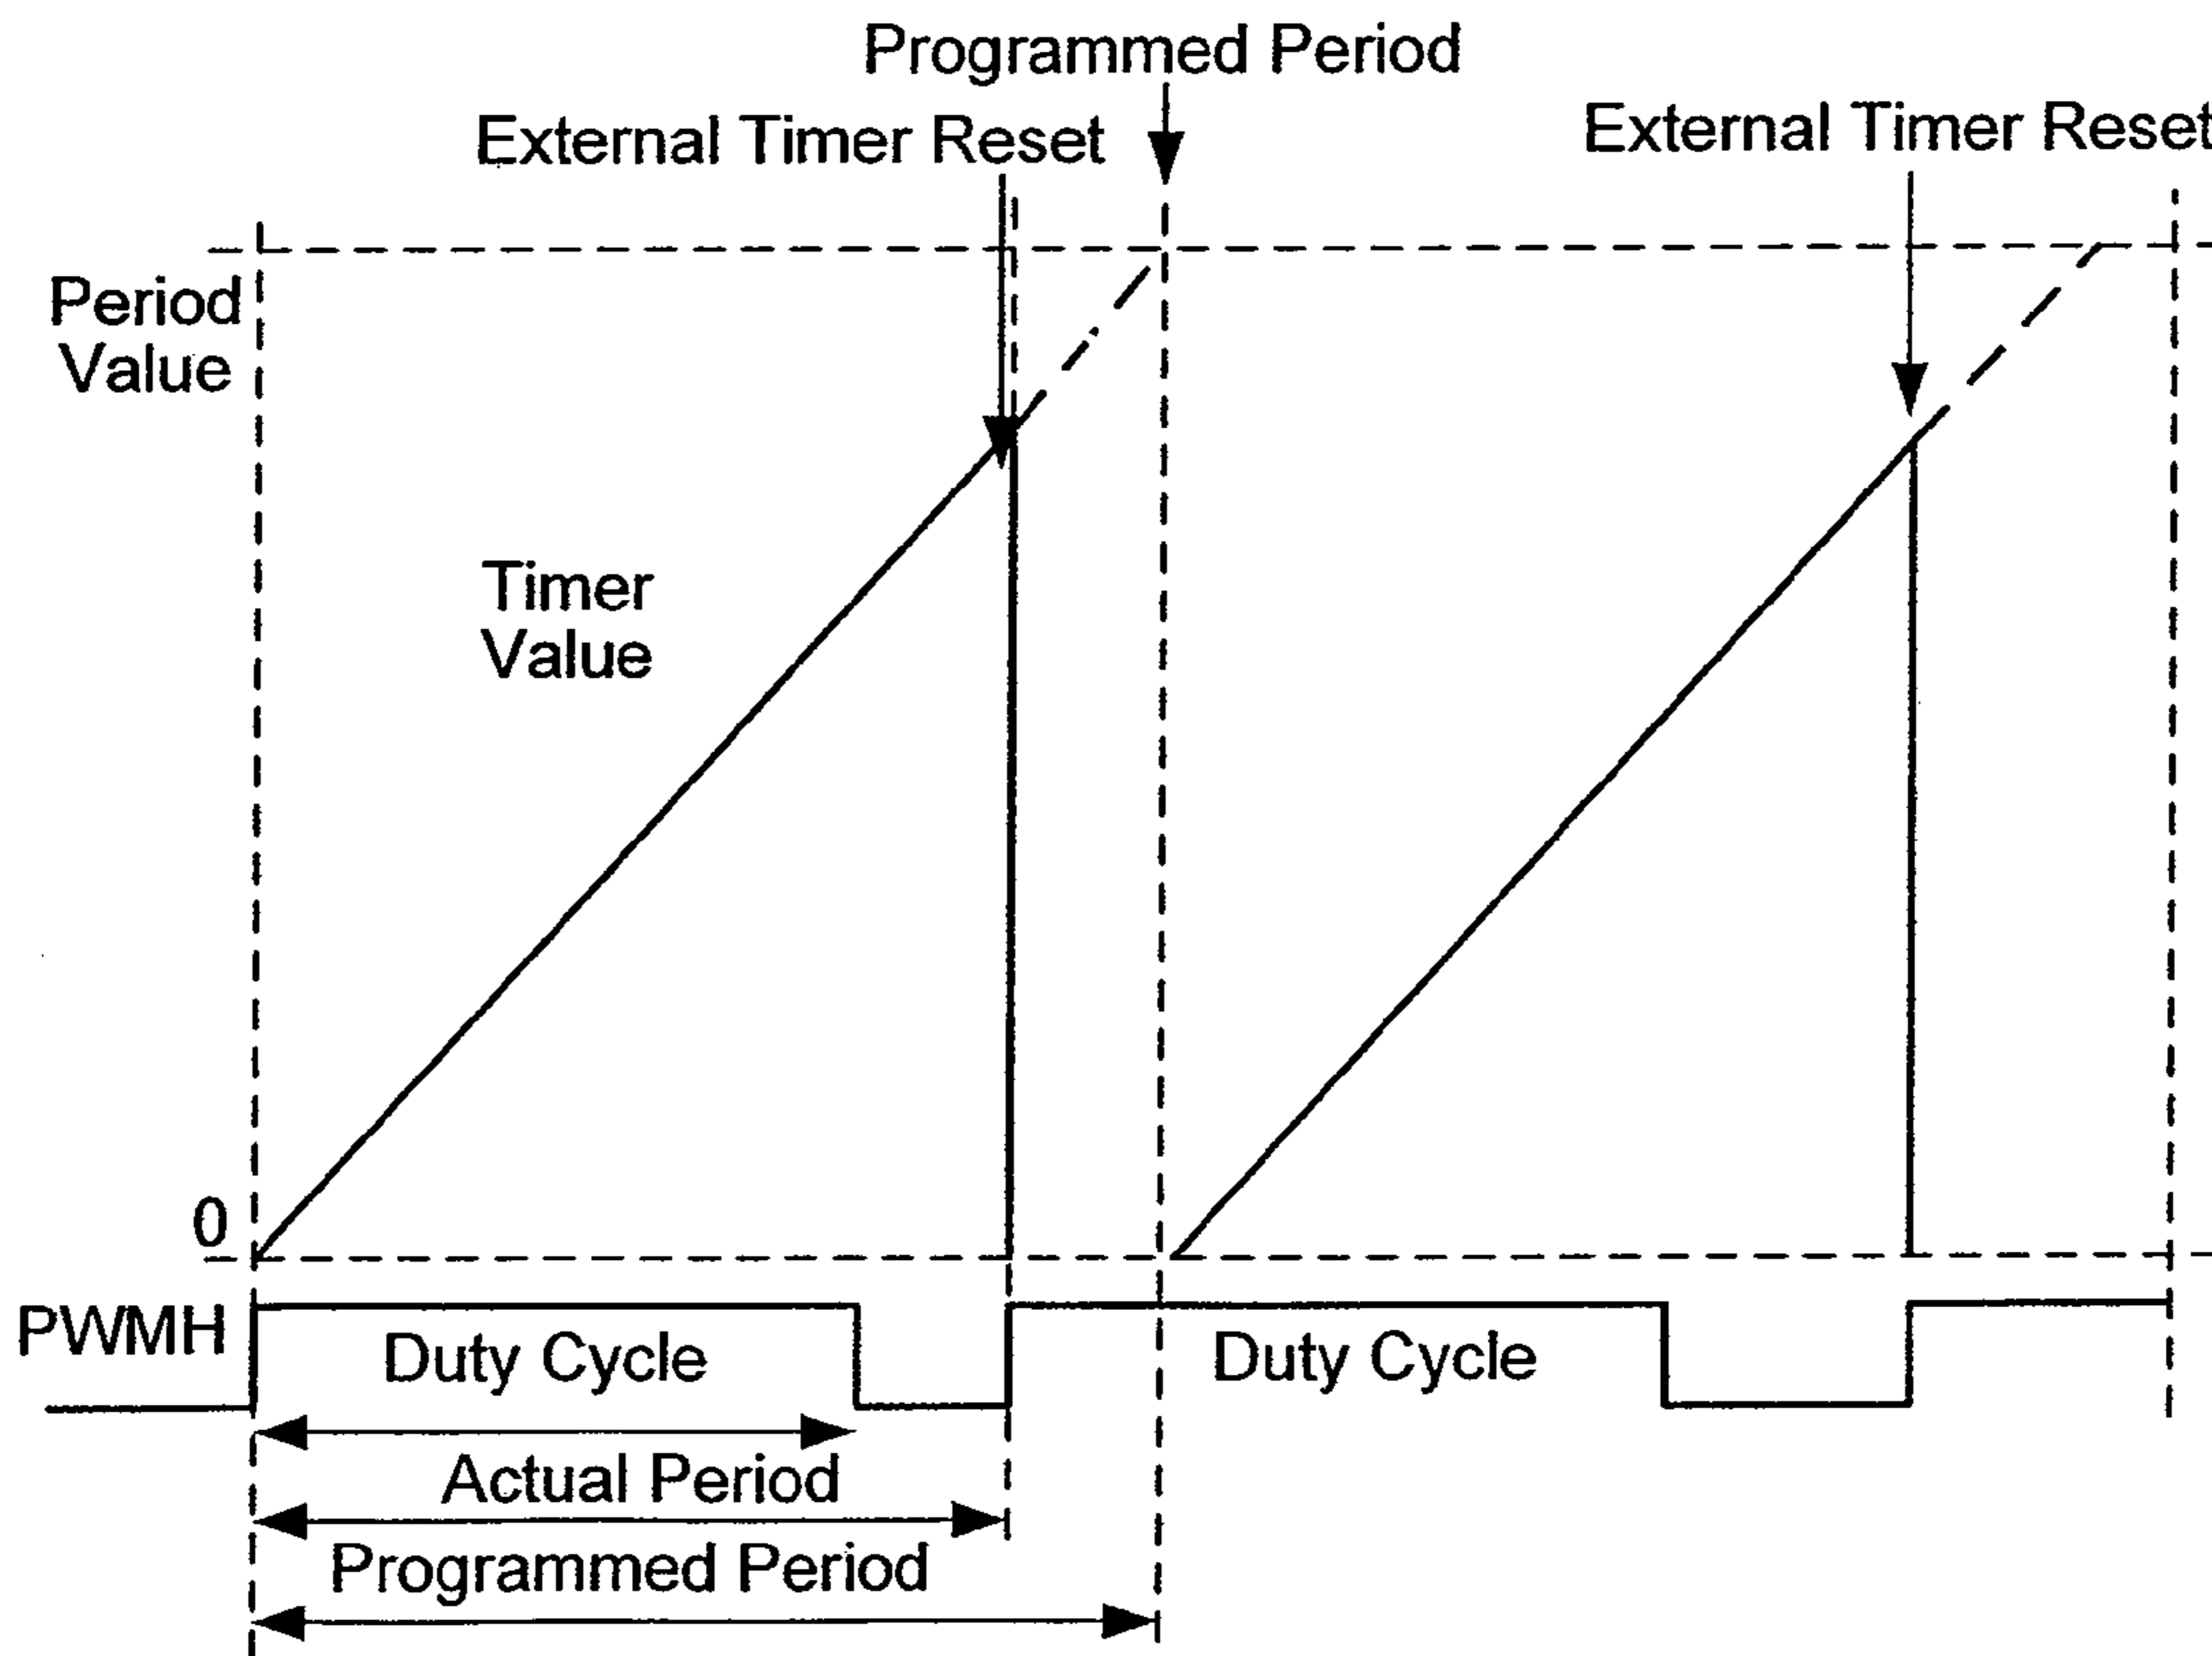 Programmed Period
External Timer Reset
External Timer Reset
Period
Value
Timer
Value
0
PWMH
Duty Cycle
Duty Cycle
Actual Period
Programmed Period